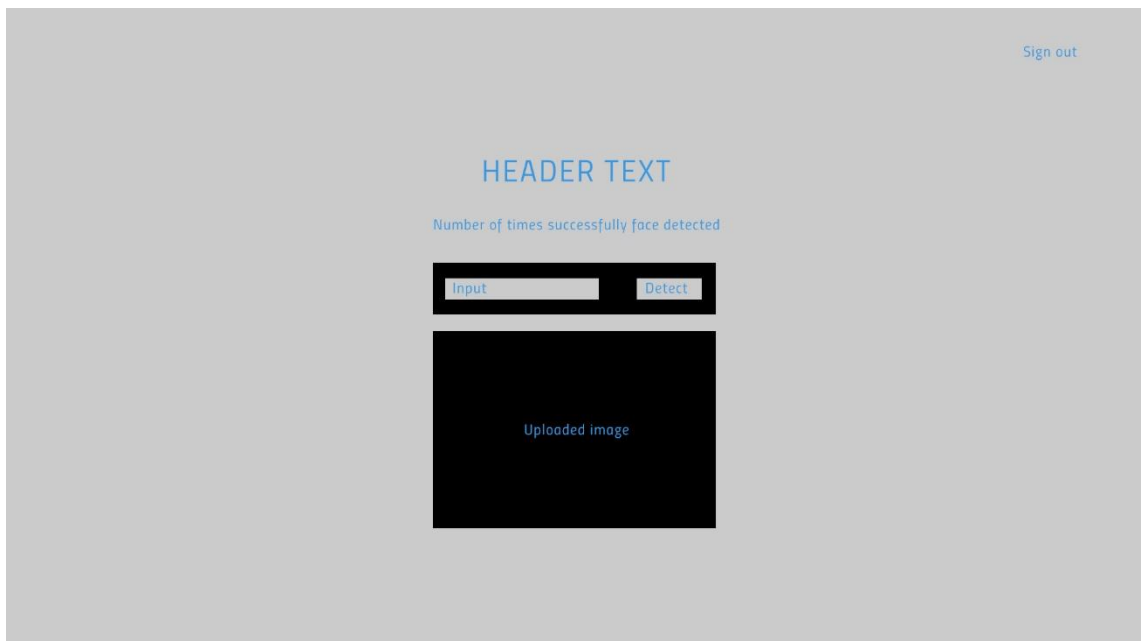 Sign out
HEADER TEXT
Number of times successfully face detected
Input Detect
Uploaded image